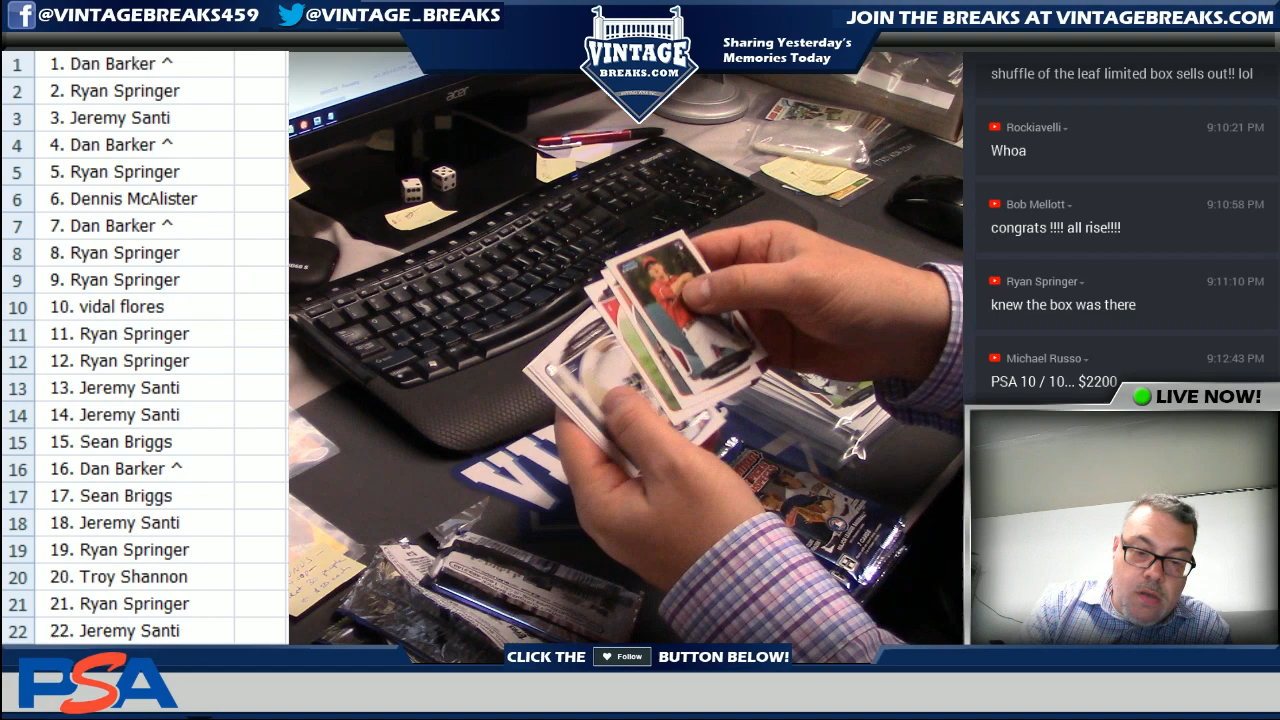 @VINTAGEBREAKS459
@VINTAGE_BREAKS
VINTAGE
BREAKS.COM
Sharing Yesterday's
Memories Today
JOIN THE BREAKS AT VINTAGEBREAKS.COM
1 1. Dan Barker ^
2 2. Ryan Springer
3 3. Jeremy Santi
4 4. Dan Barker ^
5 5. Ryan Springer
6 6. Dennis McAlister
7 7. Dan Barker ^
8 8. Ryan Springer
9 9. Ryan Springer
10 10. vidal flores
11 11. Ryan Springer
12 12. Ryan Springer
13 13. Jeremy Santi
14 14. Jeremy Santi
15 15. Sean Briggs
16 16. Dan Barker ^
17 17. Sean Briggs
18 18. Jeremy Santi
19 19. Ryan Springer
20 20. Troy Shannon
21 21. Ryan Springer
22 22. Jeremy Santi
acer
shuffle of the leaf limited box sells out!! lol
Rockiavelli 9:10:21 PM
Whoa
Bob Mellott 9:10:58 PM
congrats !!!! all rise!!!!
Ryan Springer 9:11:10 PM
knew the box was there
Michael Russo 9:12:43 PM
PSA 10 / 10... $2200
LIVE NOW!
CLICK THE Follow BUTTON BELOW!
PSA